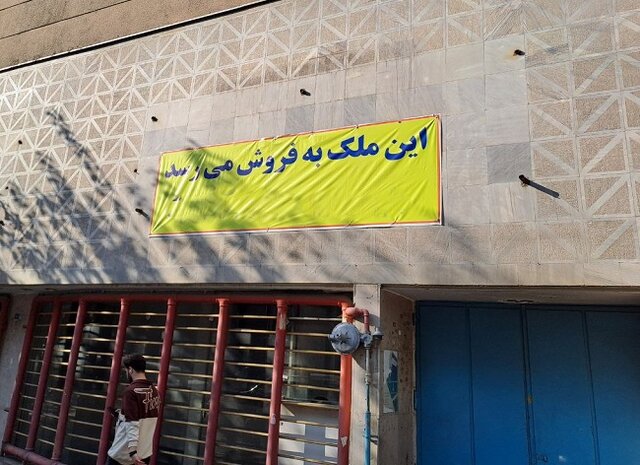 این ملک به فروش می رسد